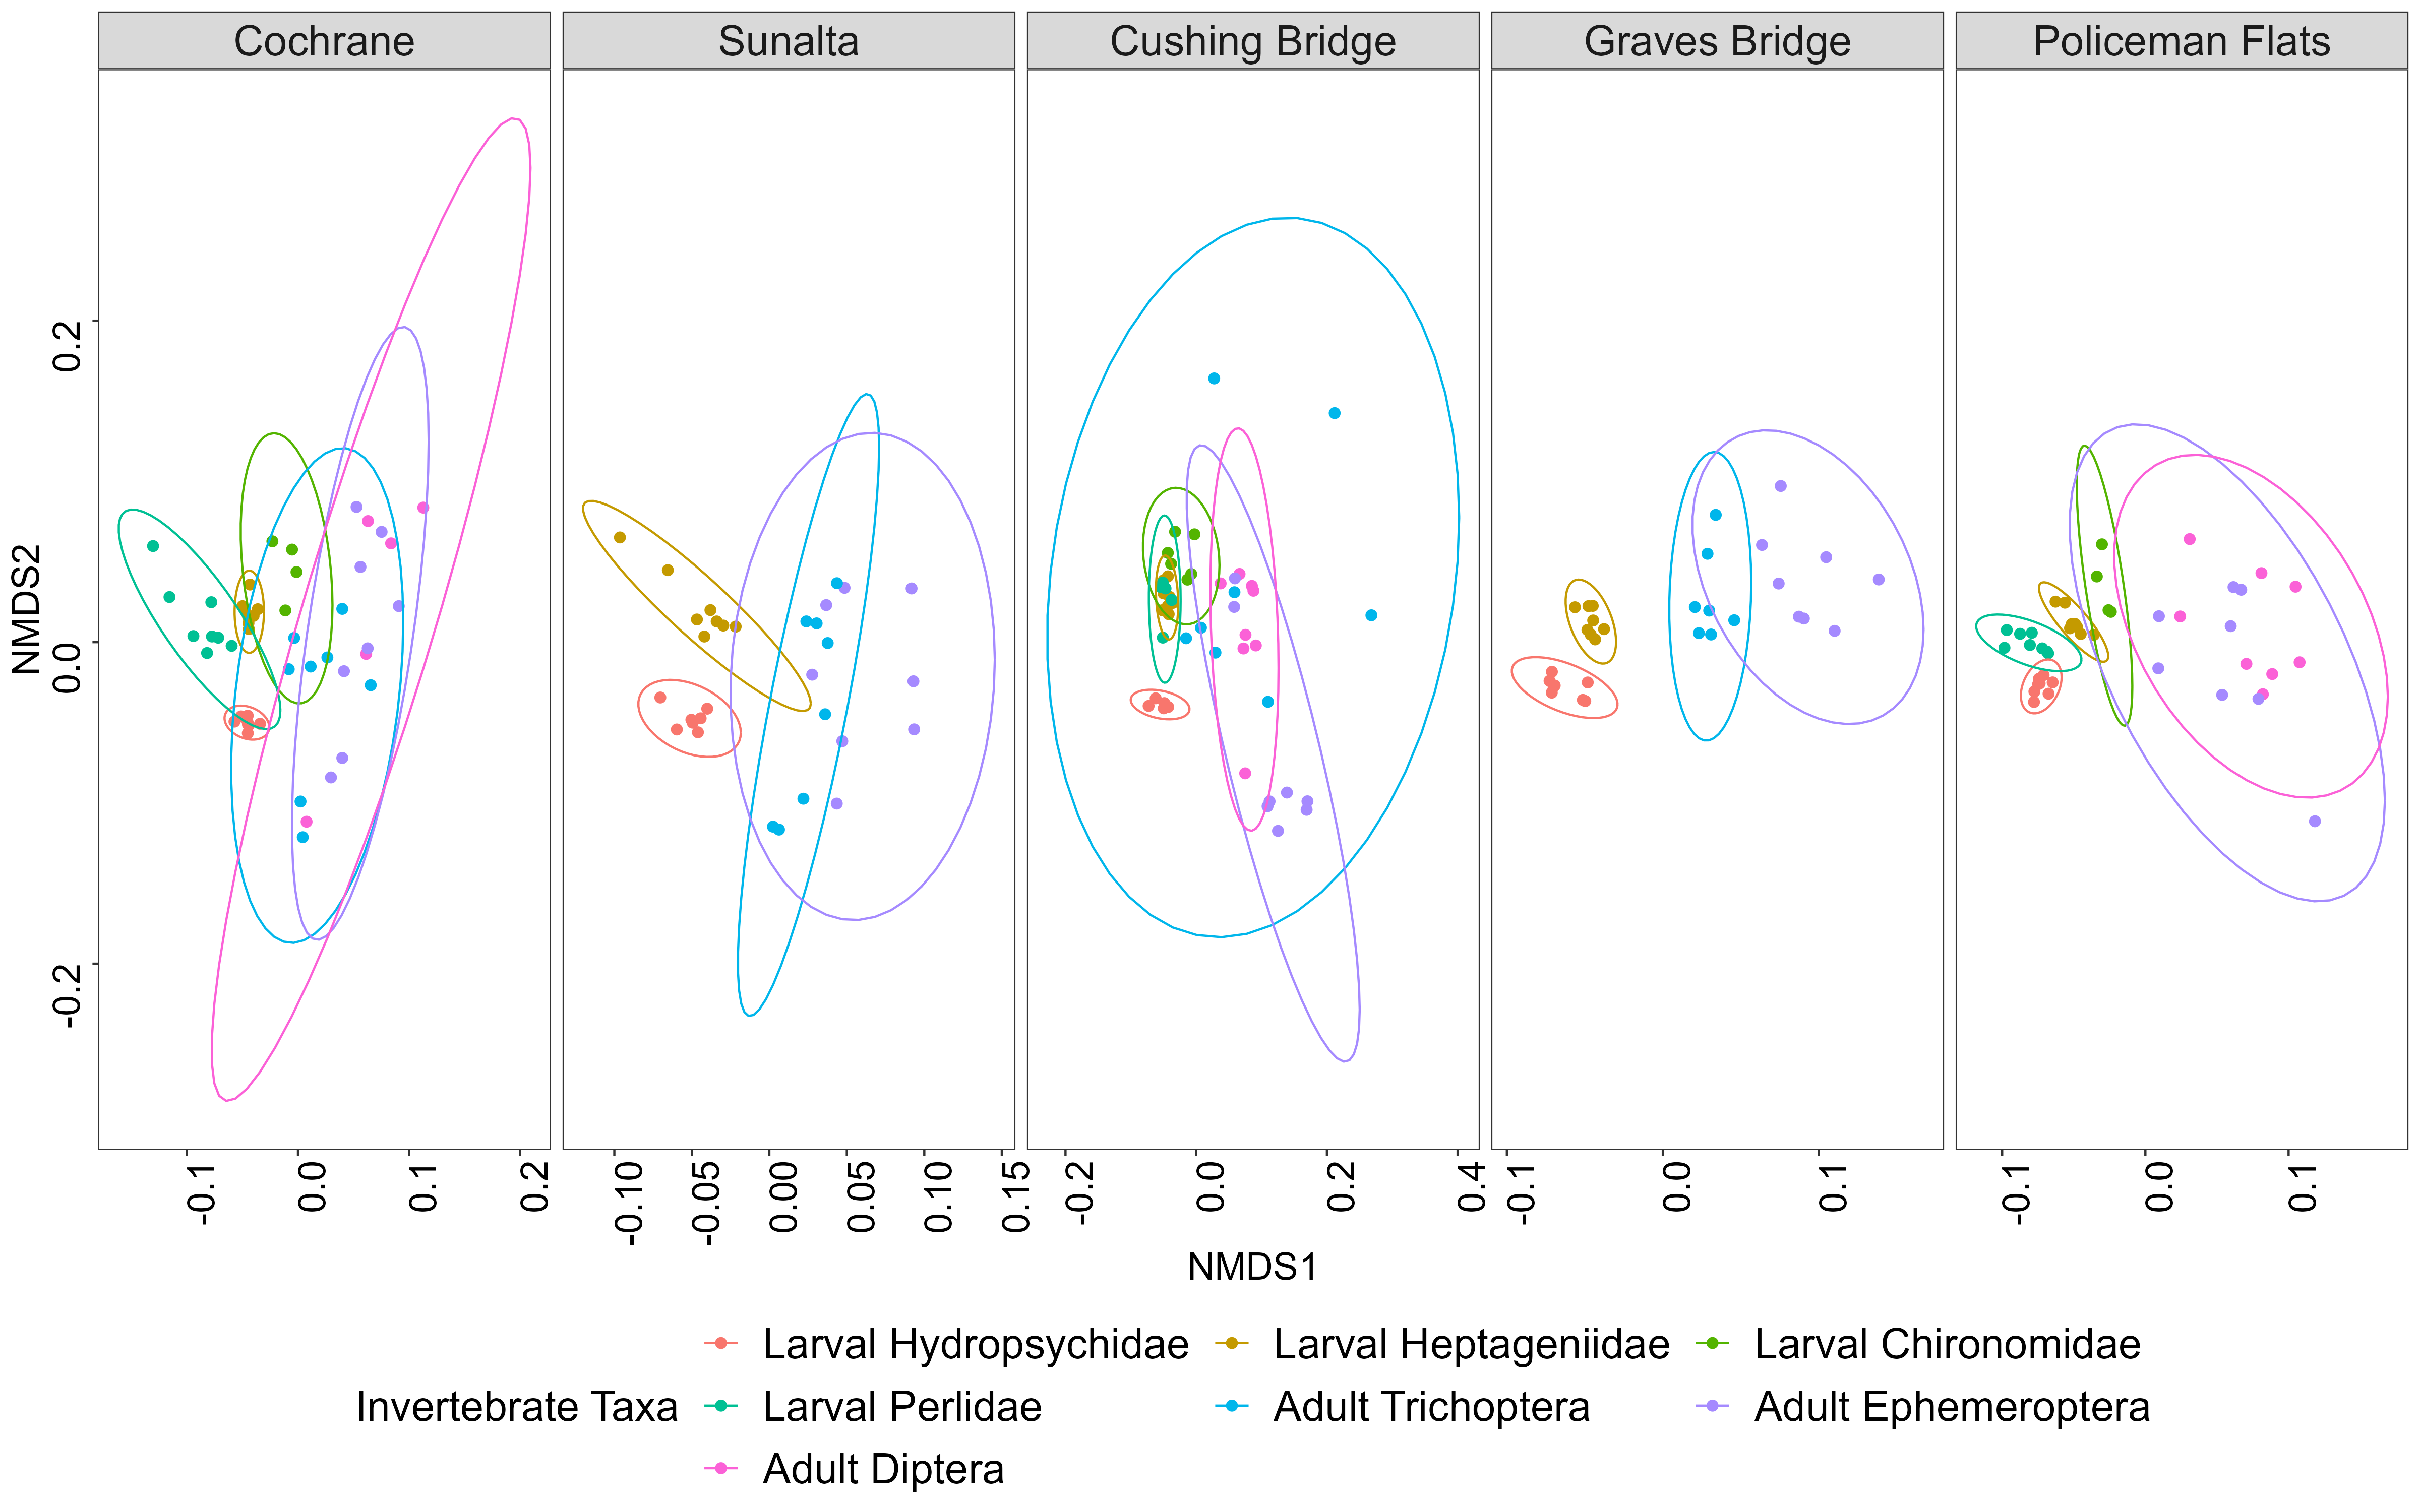 Cochrane Sunalta Cushing Bridge Graves Bridge Policeman Flats
NMDS2
0.2
0.0
-0.2
-0.1 0.0 0.1 0.2 -0.10 -0.05 0.00 0.05 0.10 0.15 -0.2 0.0 0.2 0.4 -0.1 0.0 0.1 -0.1 0.0 0.1
NMDS1
Larval Hydropsychidae Larval Heptageniidae Larval Chironomidae
Invertebrate Taxa Larval Perlidae Adult Trichoptera Adult Ephemeroptera
Adult Diptera